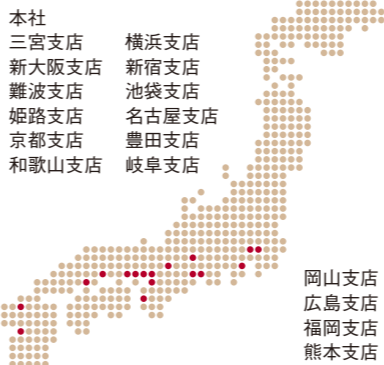 本社
三宮支店
新大阪支店
難波支店
姫路支店
京都支店
和歌山支店
横浜支店
新宿支店
池袋支店
名古屋支店
豊田支店
岐阜支店
岡山支店
広島支店
福岡支店
熊本支店